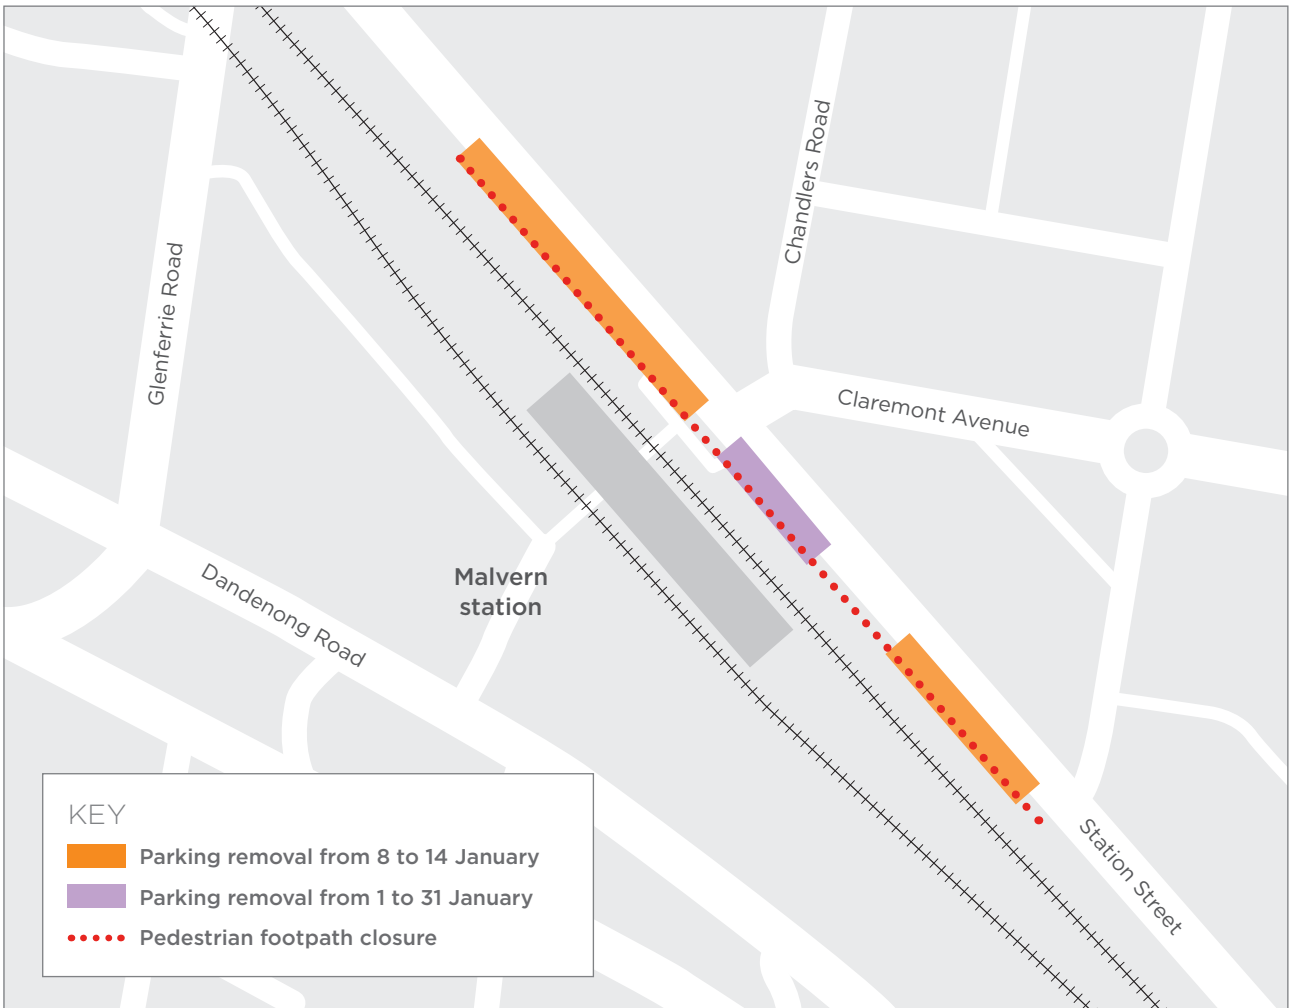 Chandlers Road
Glenferrie Road
Claremont Avenue
Malvern
station
Dandenong Road
Station Street
KEY
Parking removal from 8 to 14 January
Parking removal from 1 to 31 January
Pedestrian footpath closure